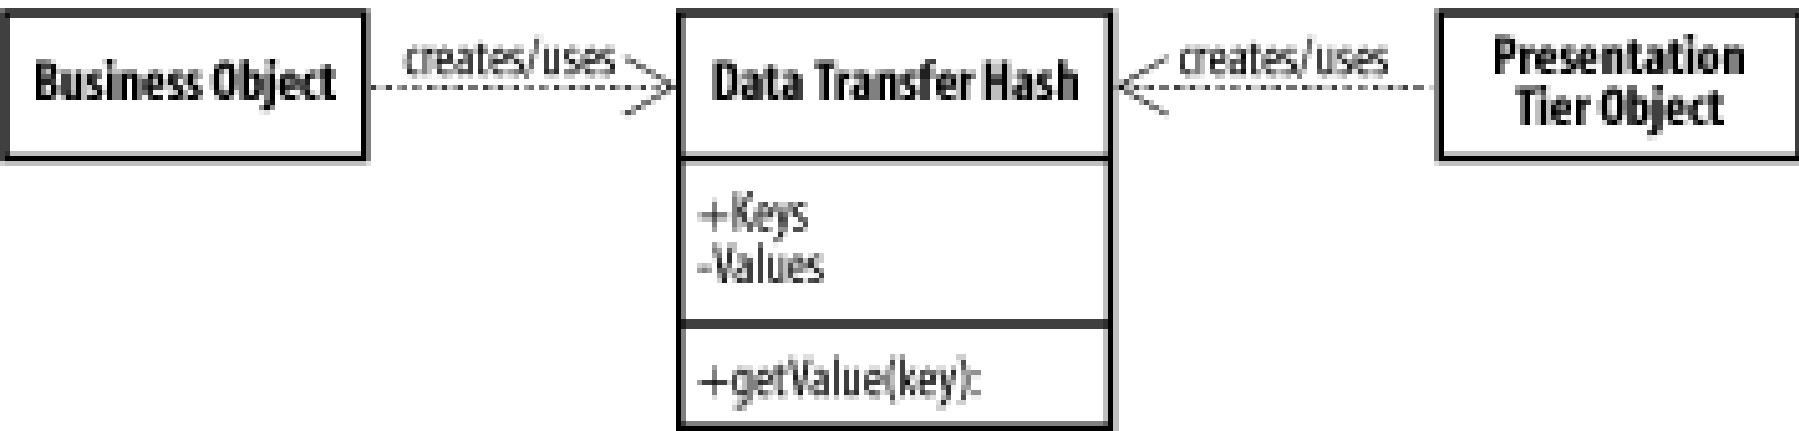 Business Object
creates/uses
Data Transfer Hash
creates/uses
Presentation
Tier Object
+Keys
-Values
+getValue(key):